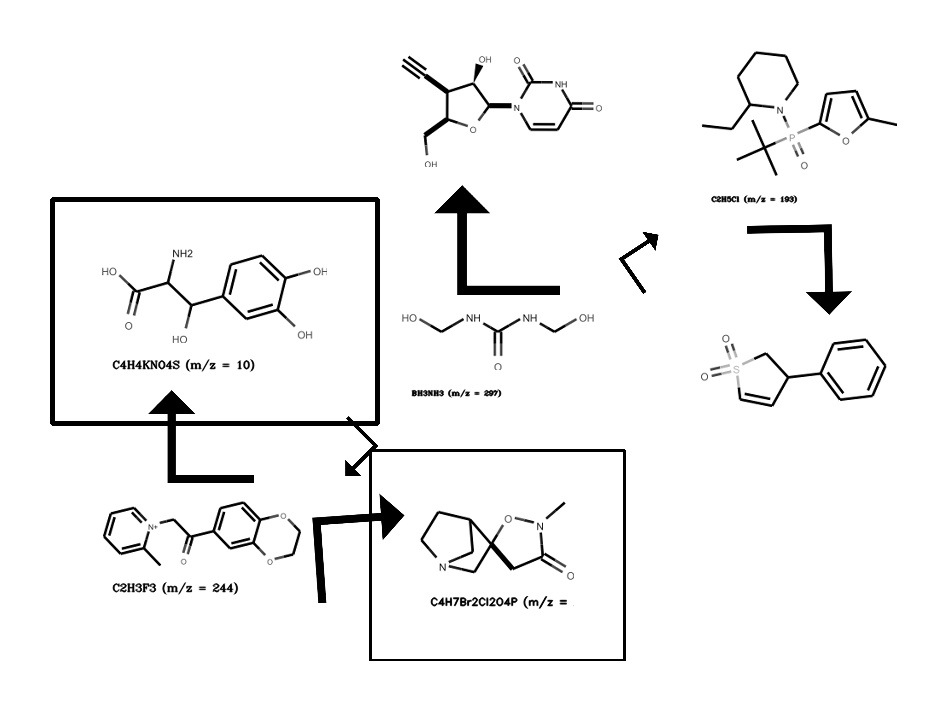 OH
O
NH
N
O
O
OH
N
P
O
O
C2H5Cl (m/z = 193)
NH2
HO
OH
O
HO
OH
C4H4KNO4S (m/z = 10)
HO
NH
NH
OH
O
BH3NH3 (m/z = 297)
O
O
S
N+
O
O
O
C2H3F3 (m/z = 244)
O
N
N
O
C4H7Br2Cl2O4P (m/z =